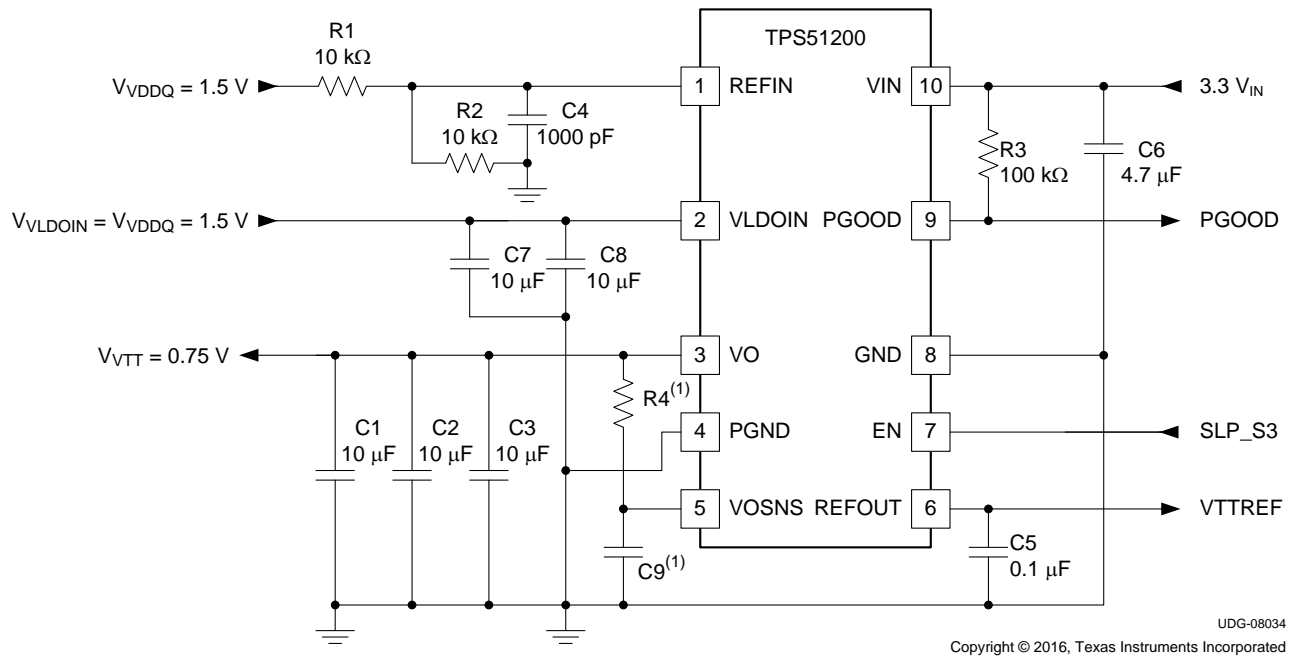 TPS51200
R1
10 kΩ
V_VDDQ = 1.5 V
1 REFIN
VIN 10
3.3 V_IN
R2
10 kΩ
C4
1000 pF
R3
100 kΩ
C6
4.7 μF
V_VLDOIN = V_VDDQ = 1.5 V
2 VLDOIN
PGOOD 9
PGOOD
C7
10 μF
C8
10 μF
V_VTT = 0.75 V
3 VO
GND 8
R4(1)
C1
10 μF
C2
10 μF
C3
10 μF
4 PGND
EN 7
SLP_S3
5 VOSNS
REFOUT 6
VTTREF
C9(1)
C5
0.1 μF
UDG-08034
Copyright © 2016, Texas Instruments Incorporated